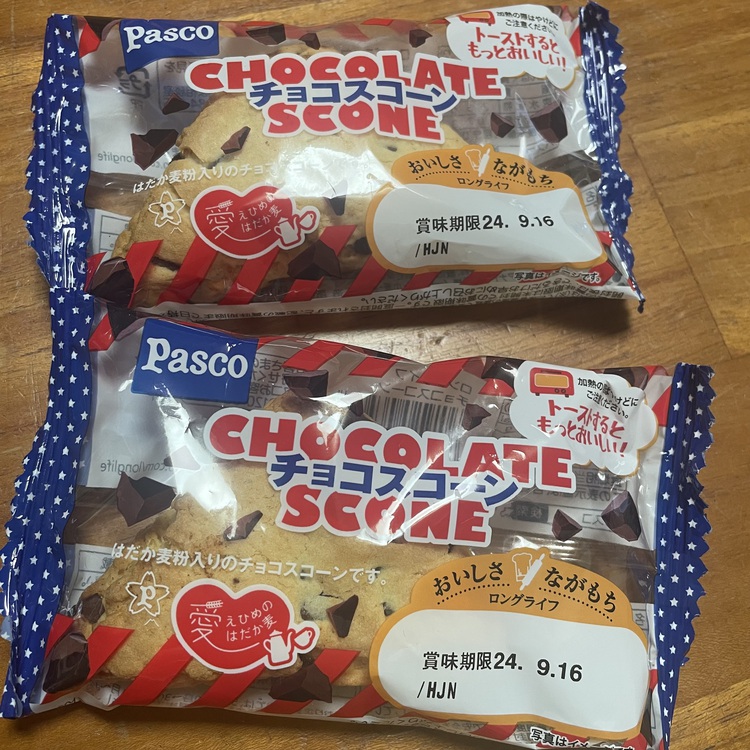 Pasco
加熱の際はやけどに
ご注意ください。
トーストすると
もっとおいしい!
CHOCOLATE
チョコスコーン
SCONE
はだか麦粉入りのチョコス
おいしさ ながもち
ロングライフ
愛 えひめの
はだか麦
賞味期限24. 9.16
/HJN
Pasco
加熱の際はやけどに
ご注意ください。
トーストすると
もっとおいしい!
CHOCOLATE
チョコスコーン
SCONE
はだか麦粉入りのチョコスコーンです。
おいしさ ながもち
ロングライフ
愛 えひめの
はだか麦
賞味期限24. 9.16
/HJN
写真はイメージです。